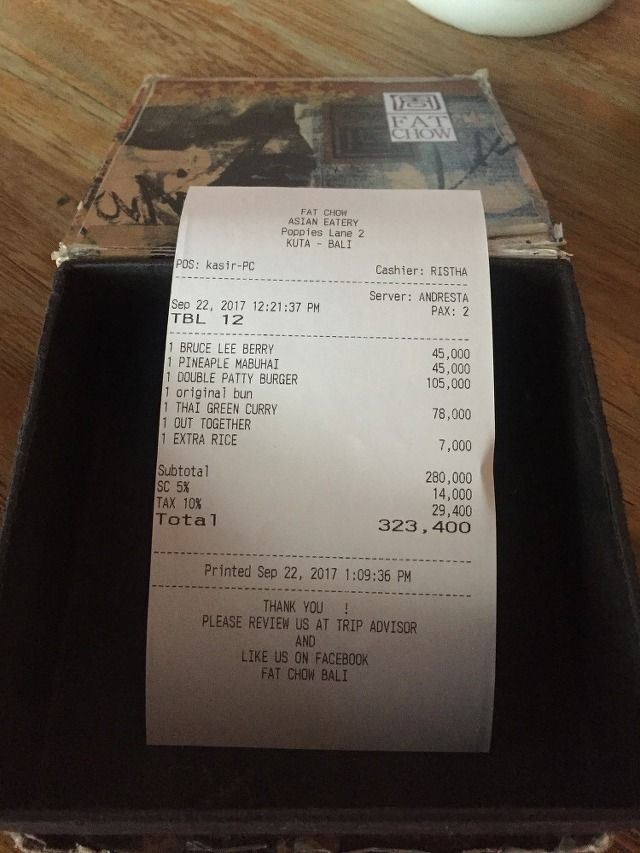 FAT
CHOW
FAT CHOW
ASIAN EATERY
Poppies Lane 2
KUTA - BALI
POS: kasir-PC Cashier: RISTHA
Server: ANDRESTA
Sep 22, 2017 12:21:37 PM PAX: 2
TBL 12
1 BRUCE LEE BERRY 45,000
1 PINEAPLE MABUHAI 45,000
1 DOUBLE PATTY BURGER 105,000
1 original bun
1 THAI GREEN CURRY 78,000
1 OUT TOGETHER
1 EXTRA RICE 7,000
Subtotal 280,000
SC 5% 14,000
TAX 10% 29,400
Total 323,400
Printed Sep 22, 2017 1:09:36 PM
THANK YOU !
PLEASE REVIEW US AT TRIP ADVISOR
AND
LIKE US ON FACEBOOK
FAT CHOW BALI